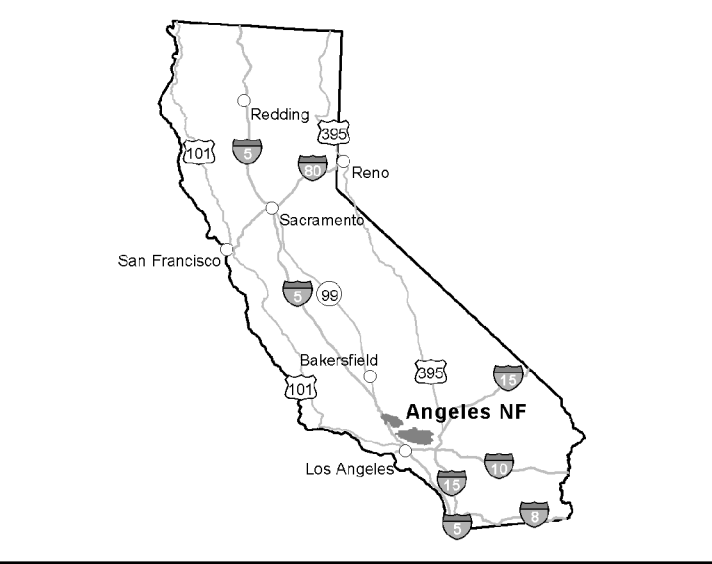 Redding
395
101
5
80
Reno
Sacramento
San Francisco
5
99
Bakersfield
395
15
101
Angeles NF
Los Angeles
10
15
8
5